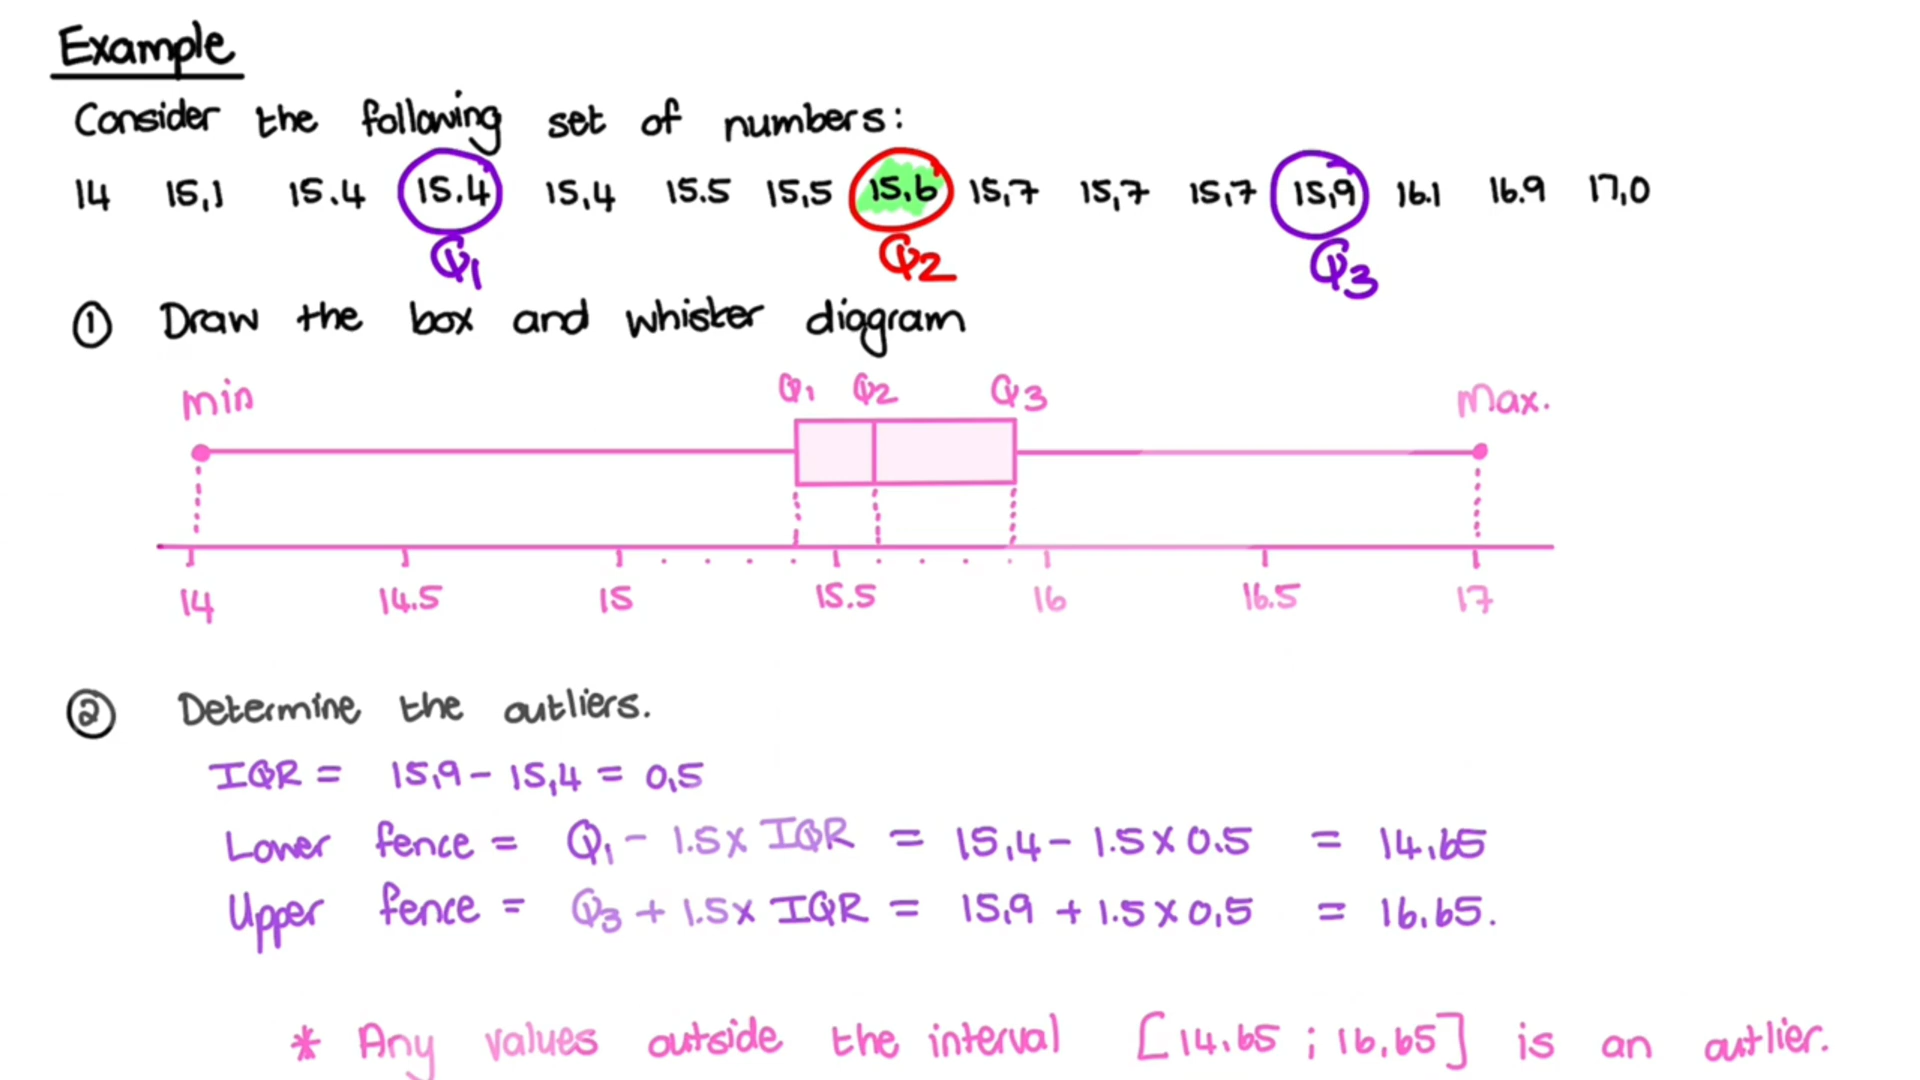 Example
Consider the following set of numbers:
14 15,1 15.4 15.4 15,4 15.5 15,5 15,6 15,7 15,7 15,7 15,9 16.1 16.9 17,0
Q1 Q2 Q3
① Draw the box and whisker diagram
min Q1 Q2 Q3 Max.
14 14.5 15 15.5 16 16.5 17
② Determine the outliers.
IQR = 15,9 - 15,4 = 0,5
Lower fence = Q1 - 1.5 x IQR = 15,4 - 1.5 x 0.5 = 14.65
Upper fence = Q3 + 1.5 x IQR = 15,9 + 1.5 x 0,5 = 16.65.
* Any values outside the interval [14.65 ; 16.65] is an outlier.